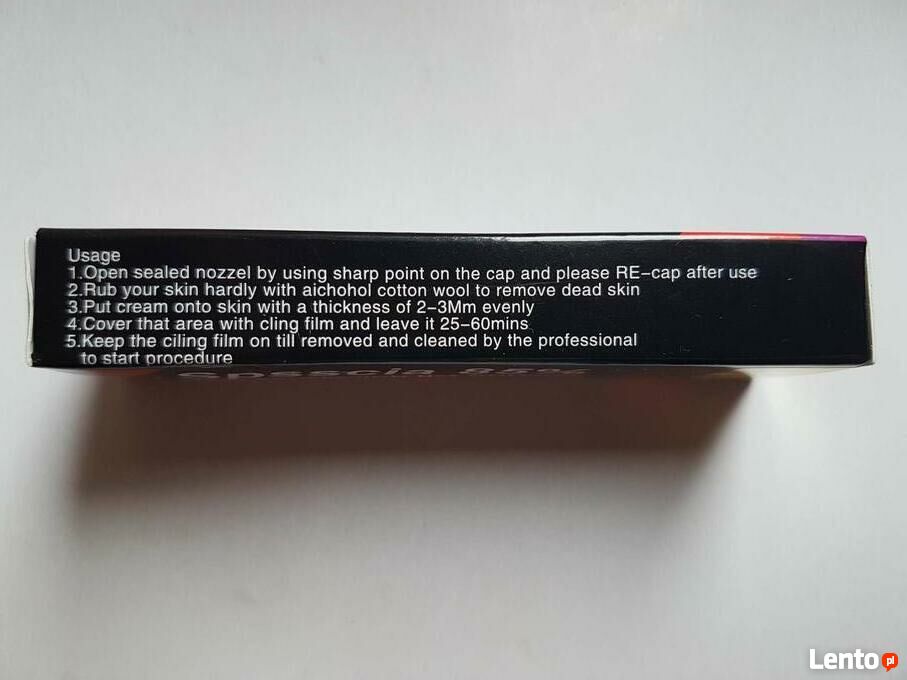 Usage
1.Open sealed nozzel by using sharp point on the cap and please RE-cap after use
2.Rub your skin hardly with aichohol cotton wool to remove dead skin
3.Put cream onto skin with a thickness of 2-3Mm evenly
4.Cover that area with cling film and leave it 25-60mins
5.Keep the ciling film on till removed and cleaned by the professional
to start procedure
85%
Lento pl